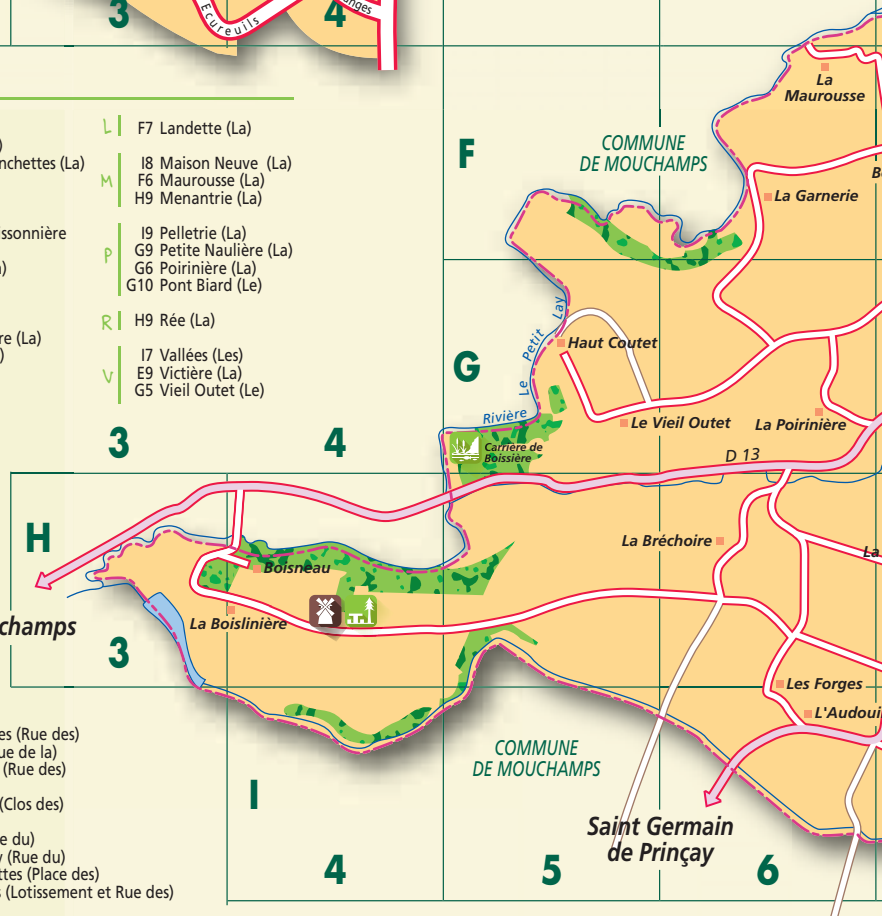 3
Ecureuils
4
L
F7 Landette (La)
M
I8 Maison Neuve (La)
F6 Maurousse (La)
H9 Menantrie (La)
P
I9 Pelletrie (La)
G9 Petite Naulière (La)
G6 Poirinière (La)
G10 Pont Biard (Le)
R
H9 Rée (La)
V
I7 Vallées (Les)
E9 Victière (La)
G5 Vieil Outet (Le)
nchettes (La)
ssonnière
re (La)
3
4
F
COMMUNE
DE MOUCHAMPS
La
Maurousse
La Garnerie
G
Rivière Le Petit Lay
Haut Coutet
Le Vieil Outet
La Poirinière
Carrière de
Boissière
D 13
H
Boisneau
La Boislinière
La Bréchoire
La
champs
3
Les Forges
L'Audoui
COMMUNE
DE MOUCHAMPS
I
Saint Germain
de Prinçay
4
5
6
es (Rue des)
ue de la)
(Rue des)
(Clos des)
e du)
(Rue du)
ttes (Place des)
s (Lotissement et Rue des)